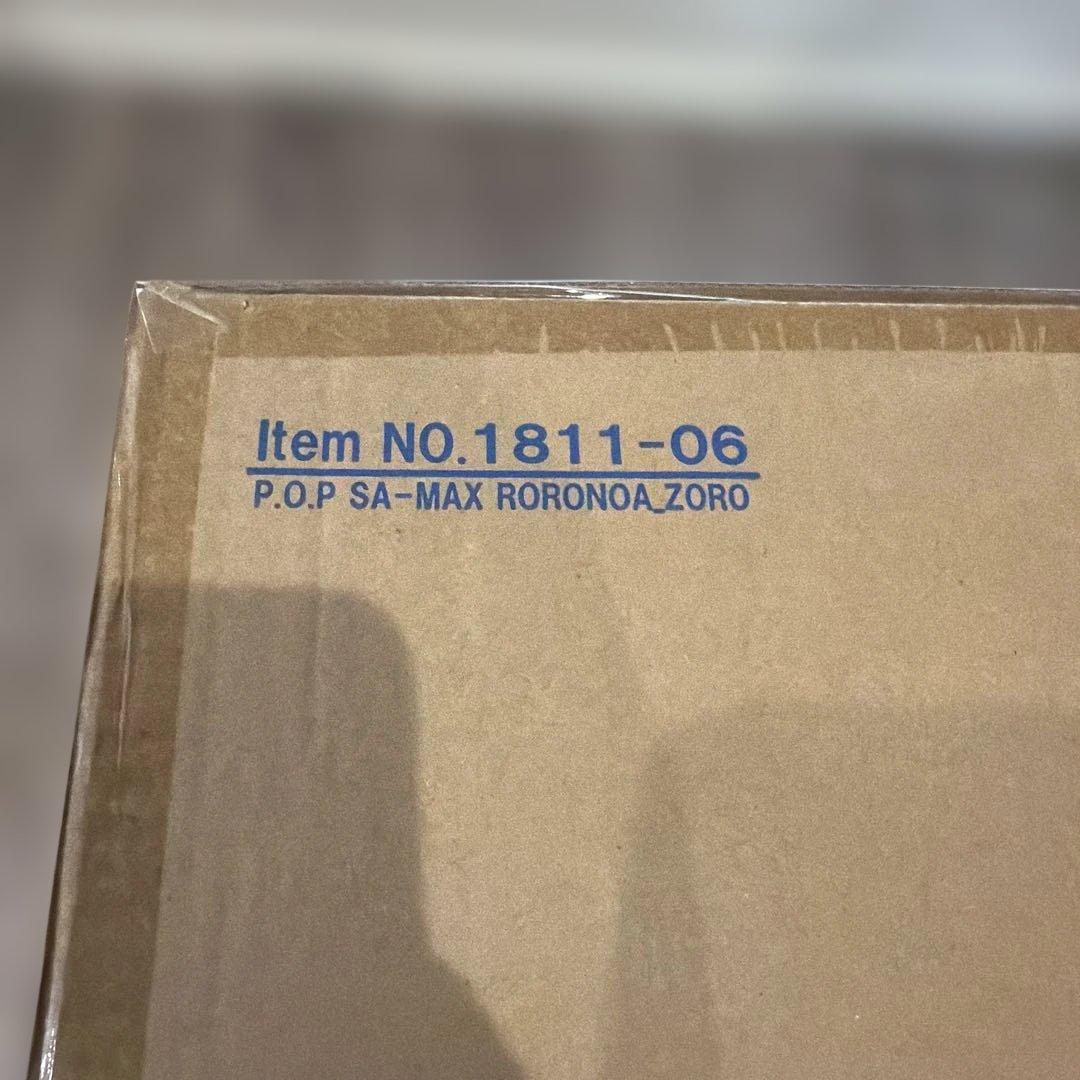 Item NO.1811-06
P.O.P SA-MAX RORONOA_ZORO